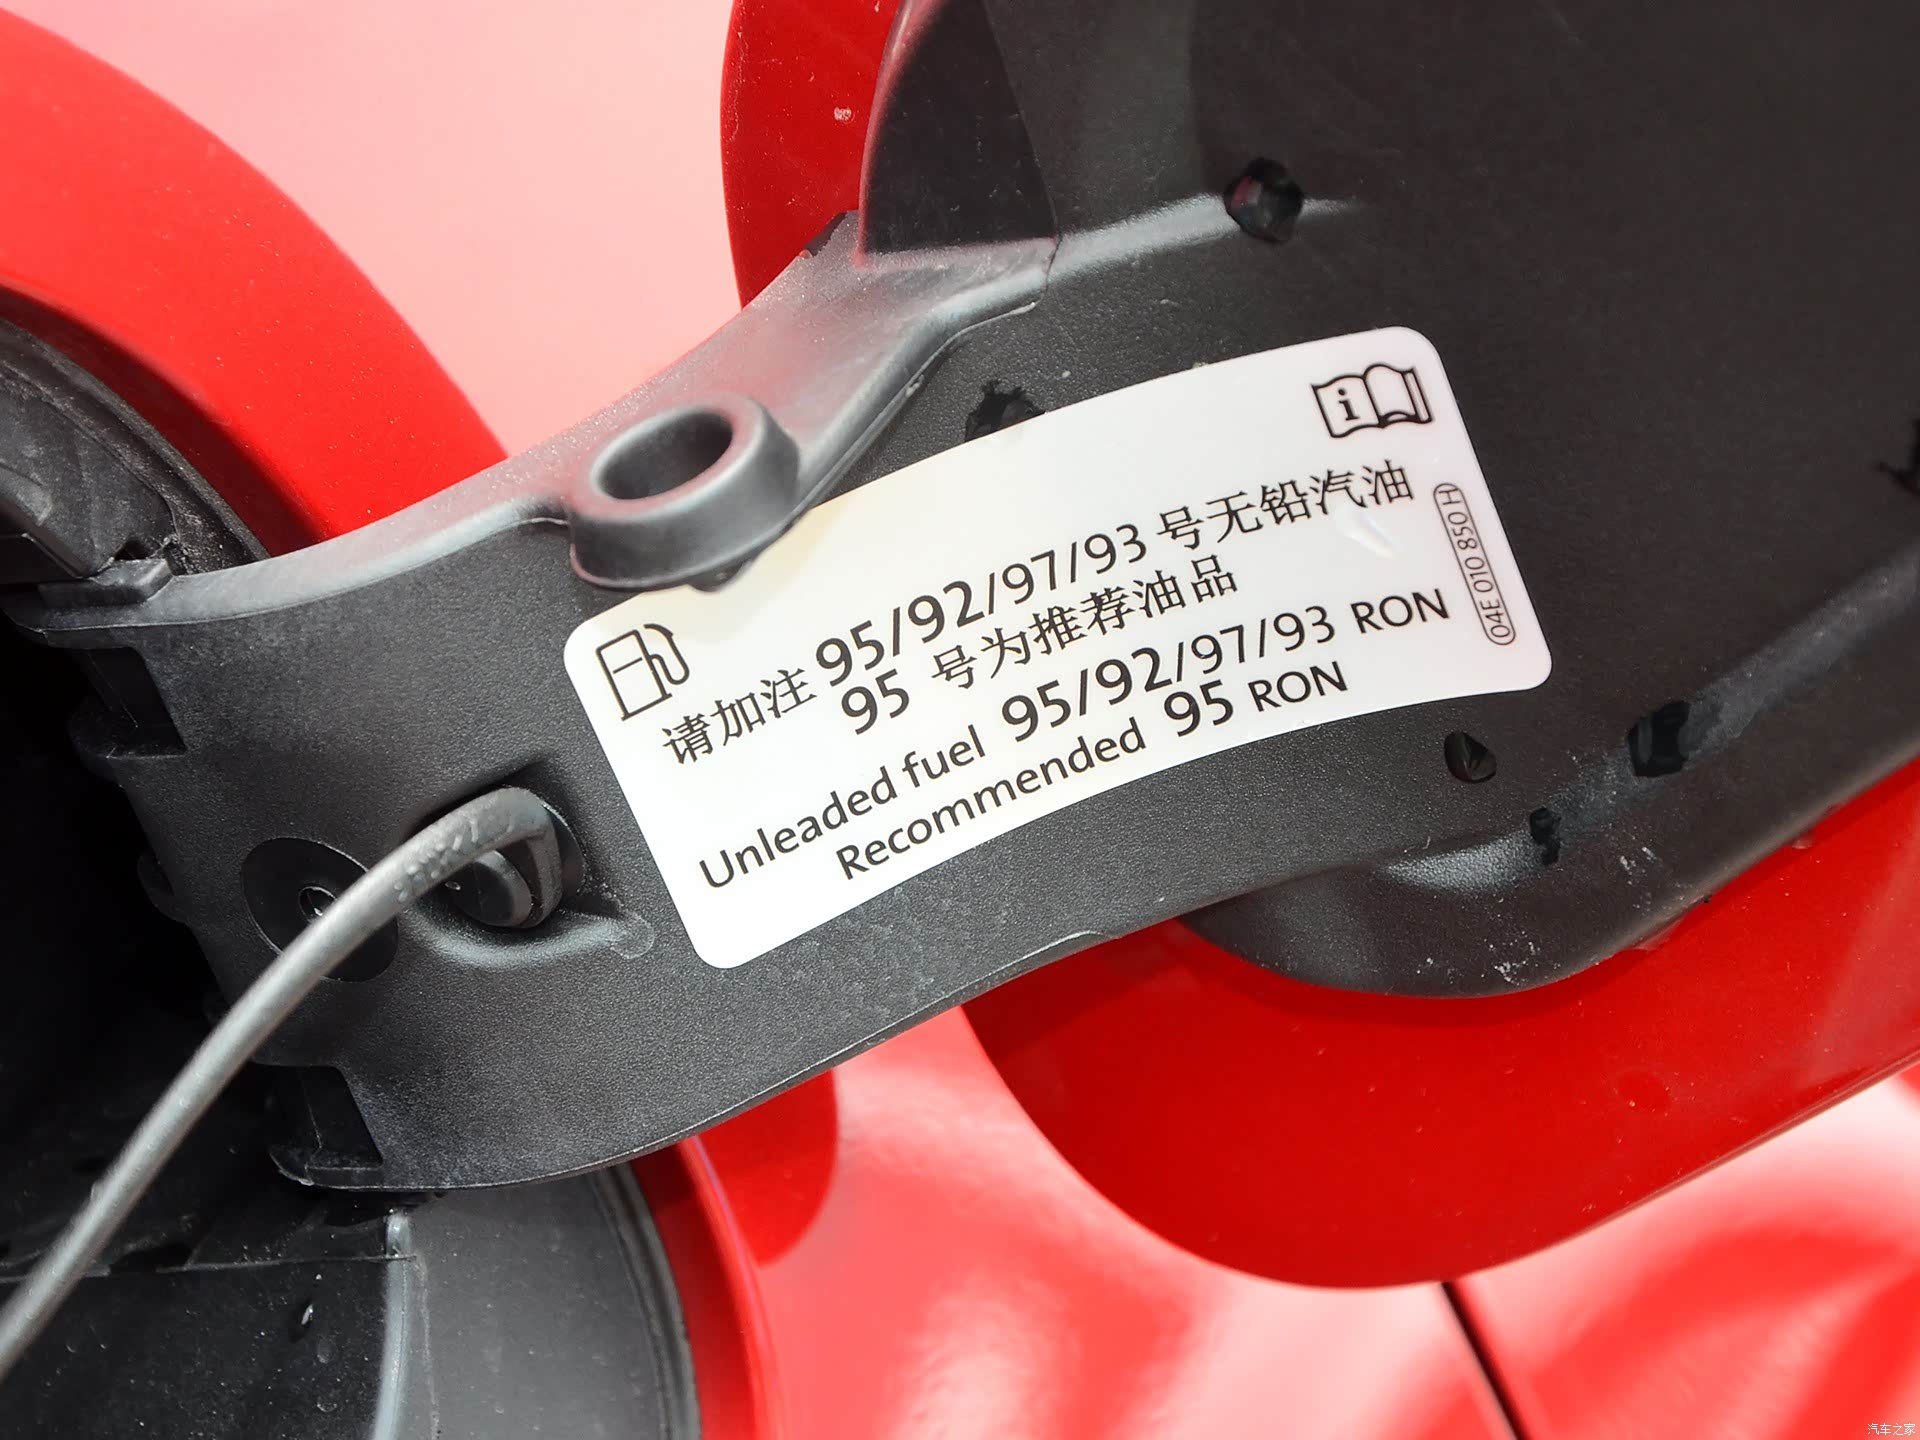 请加注 95/92/97/93 号无铅汽油
95 号为推荐油品
Unleaded fuel 95/92/97/93 RON
Recommended 95 RON
04E 010 850 H
i
汽车之家